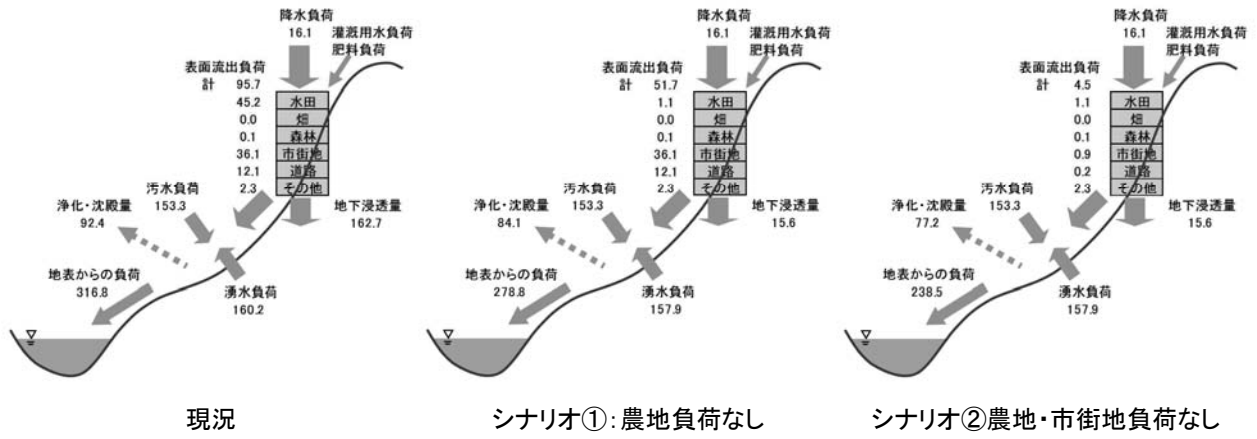 降水負荷
16.1
灌漑用水負荷
肥料負荷
表面流出負荷
計 95.7
45.2 水田
0.0 畑
0.1 森林
36.1 市街地
12.1 道路
2.3 その他
汚水負荷
153.3
浄化・沈殿量
92.4
地下浸透量
162.7
地表からの負荷
316.8
湧水負荷
160.2
現況
降水負荷
16.1
灌漑用水負荷
肥料負荷
表面流出負荷
計 51.7
1.1 水田
0.0 畑
0.1 森林
36.1 市街地
12.1 道路
2.3 その他
汚水負荷
153.3
浄化・沈殿量
84.1
地下浸透量
15.6
地表からの負荷
278.8
湧水負荷
157.9
シナリオ①:農地負荷なし
降水負荷
16.1
灌漑用水負荷
肥料負荷
表面流出負荷
計 4.5
1.1 水田
0.0 畑
0.1 森林
0.9 市街地
0.2 道路
2.3 その他
汚水負荷
153.3
浄化・沈殿量
77.2
地下浸透量
15.6
地表からの負荷
238.5
湧水負荷
157.9
シナリオ②農地・市街地負荷なし